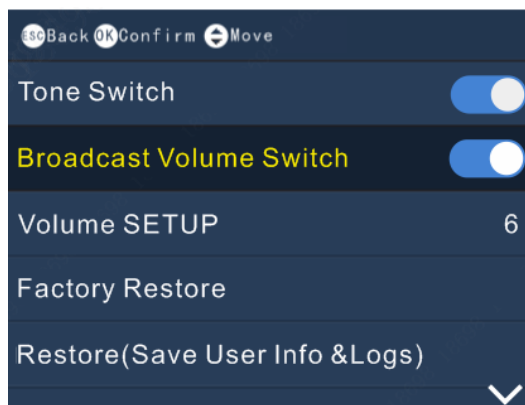 ESC Back OK Confirm Move
Tone Switch
Broadcast Volume Switch
Volume SETUP 6
Factory Restore
Restore(Save User Info &Logs)